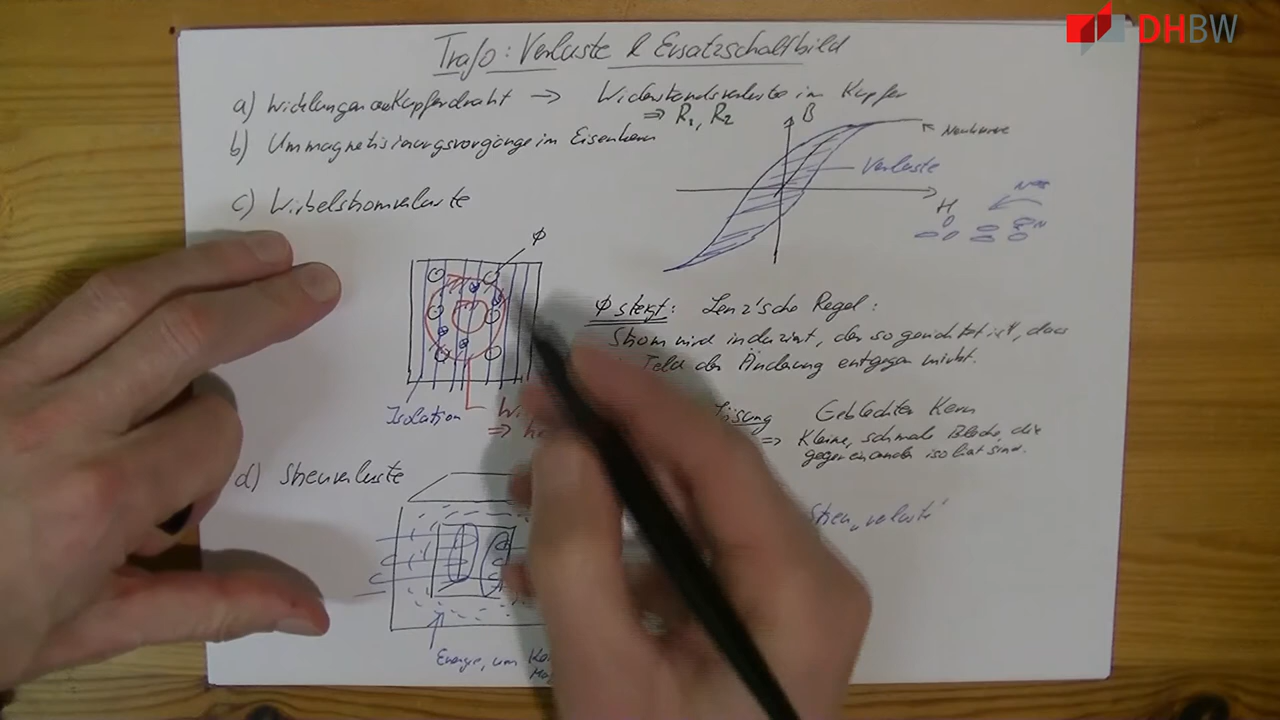 DHBW
Trafo: Verluste & Ersatzschaltbild
a) Wicklungen aus Kupferdraht → Widerstandsverluste im Kupfer
⇒ R₁, R₂
b) Ummagnetisierungsvorgänge im Eisenkern
B
Neukurve
Verluste
H
N
c) Wirbelstromverluste
Φ
Φ steigt: Lenz'sche Regel:
Strom wird induziert, der so gerichtet ist, dass
Feld der Änderung entgegen wirkt.
Isolation
Lösung Geblechter Kern
⇒ Kleine, schmale Bleche, die
gegeneinander isoliert sind.
d) Streuverluste
Streu„verluste"
Energie, um